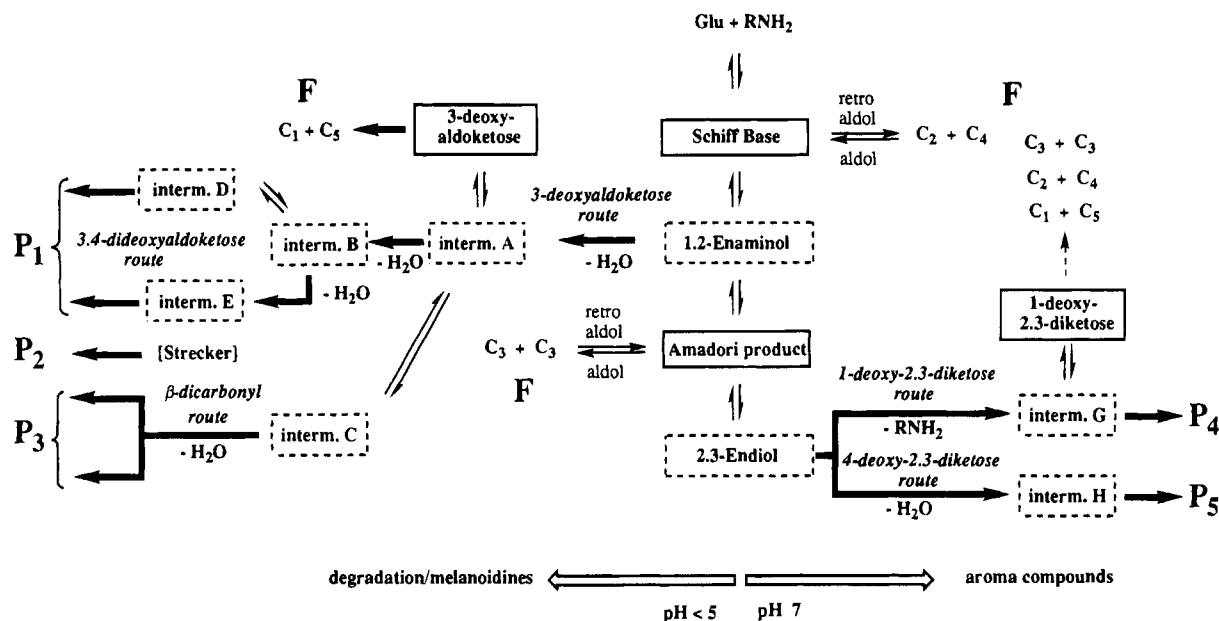 Glu + RNH₂
F
F
3-deoxy-
aldoketose
C₁ + C₅
retro
aldol
Schiff Base
aldol
C₂ + C₄
C₃ + C₃
C₂ + C₄
C₁ + C₅
interm. D
3-deoxyaldoketose
route
P₁
3.4-dideoxyaldoketose
route
interm. B
- H₂O
interm. A
- H₂O
1.2-Enaminol
interm. E
- H₂O
1-deoxy-
2.3-diketose
P₂
{Strecker}
C₃ + C₃
retro
aldol
aldol
Amadori product
F
P₃
β-dicarbonyl
route
- H₂O
interm. C
2.3-Endiol
1-deoxy-2.3-diketose
route
- RNH₂
interm. G
P₄
4-deoxy-2.3-diketose
route
- H₂O
interm. H
P₅
degradation/melanoidines
aroma compounds
pH < 5
pH 7